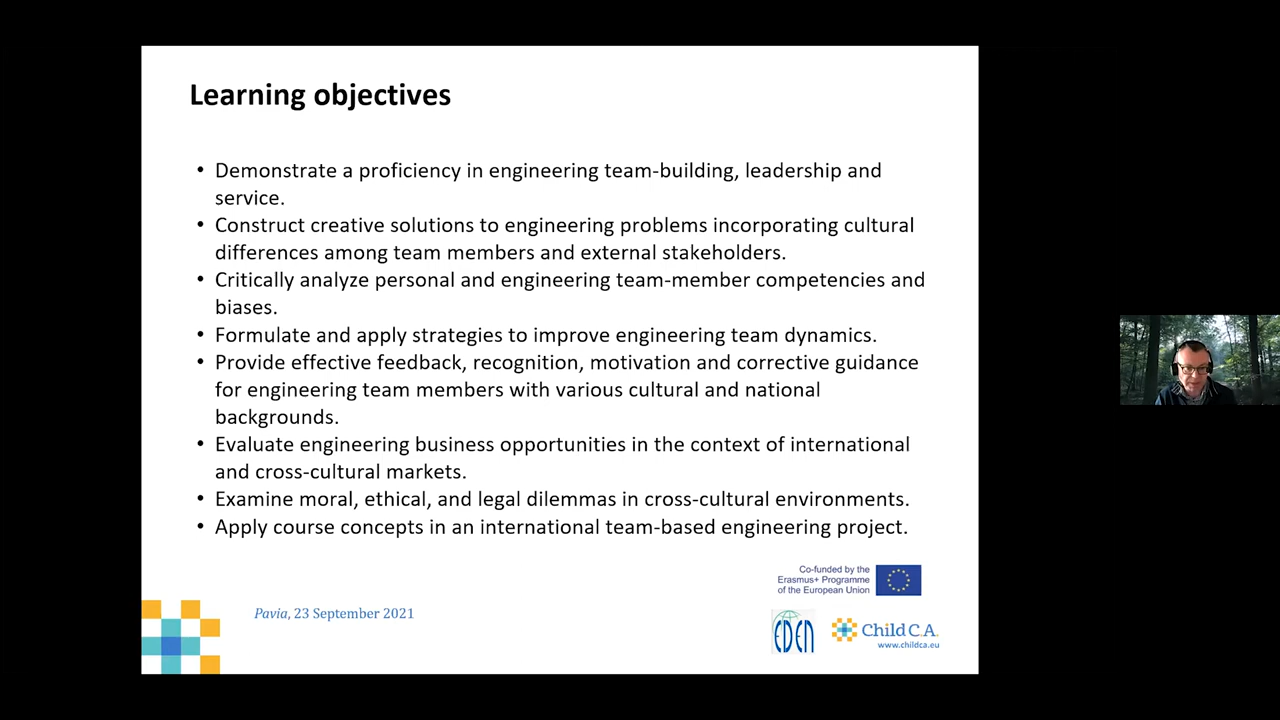 Learning objectives
• Demonstrate a proficiency in engineering team-building, leadership and
service.
• Construct creative solutions to engineering problems incorporating cultural
differences among team members and external stakeholders.
• Critically analyze personal and engineering team-member competencies and
biases.
• Formulate and apply strategies to improve engineering team dynamics.
• Provide effective feedback, recognition, motivation and corrective guidance
for engineering team members with various cultural and national
backgrounds.
• Evaluate engineering business opportunities in the context of international
and cross-cultural markets.
• Examine moral, ethical, and legal dilemmas in cross-cultural environments.
• Apply course concepts in an international team-based engineering project.
Co-funded by the
Erasmus+ Programme
of the European Union
Pavia, 23 September 2021
EDEN
Child C.A.
www.childca.eu